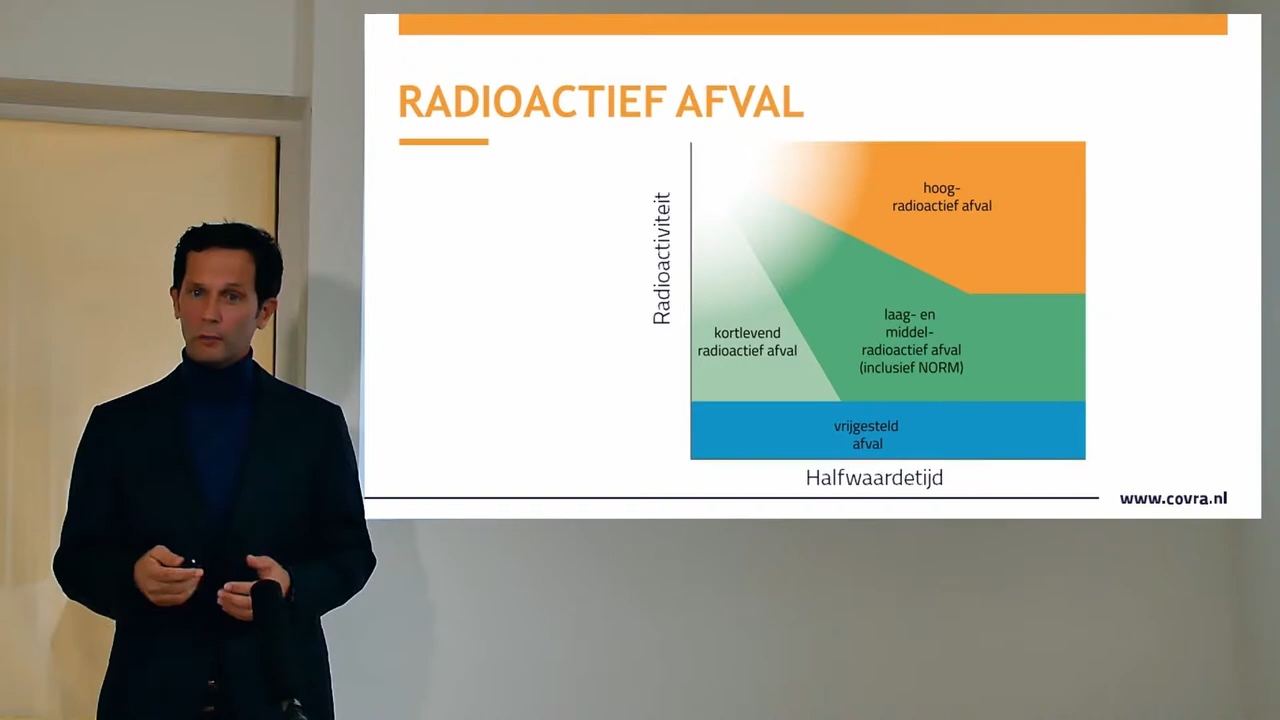 RADIOACTIEF AFVAL
Radioactiviteit
hoog-
radioactief afval
laag- en
middel-
radioactief afval
(inclusief NORM)
kortlevend
radioactief afval
vrijgesteld
afval
Halfwaardetijd
www.covra.nl